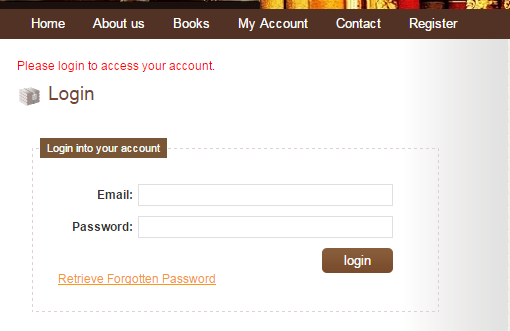 Home About us Books My Account Contact Register
Please login to access your account.
Login
Login into your account
Email:
Password:
login
Retrieve Forgotten Password